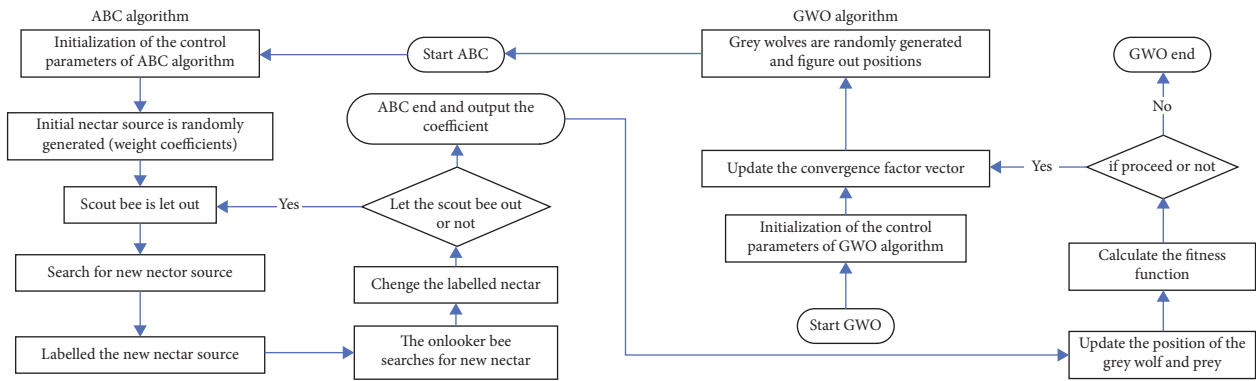 ABC algorithm
Initialization of the control
parameters of ABC algorithm
Initial nectar source is randomly
generated (weight coefficients)
Scout bee is let out
Search for new nector source
Labelled the new nectar source
Start ABC
ABC end and output the
coefficient
Yes
Let the scout bee out
or not
Chenge the labelled nectar
The onlooker bee
searches for new nectar
GWO algorithm
Grey wolves are randomly generated
and figure out positions
Update the convergence factor vector
Initialization of the control
parameters of GWO algorithm
Start GWO
GWO end
No
Yes
if proceed or not
Calculate the fitness
function
Update the position of the
grey wolf and prey